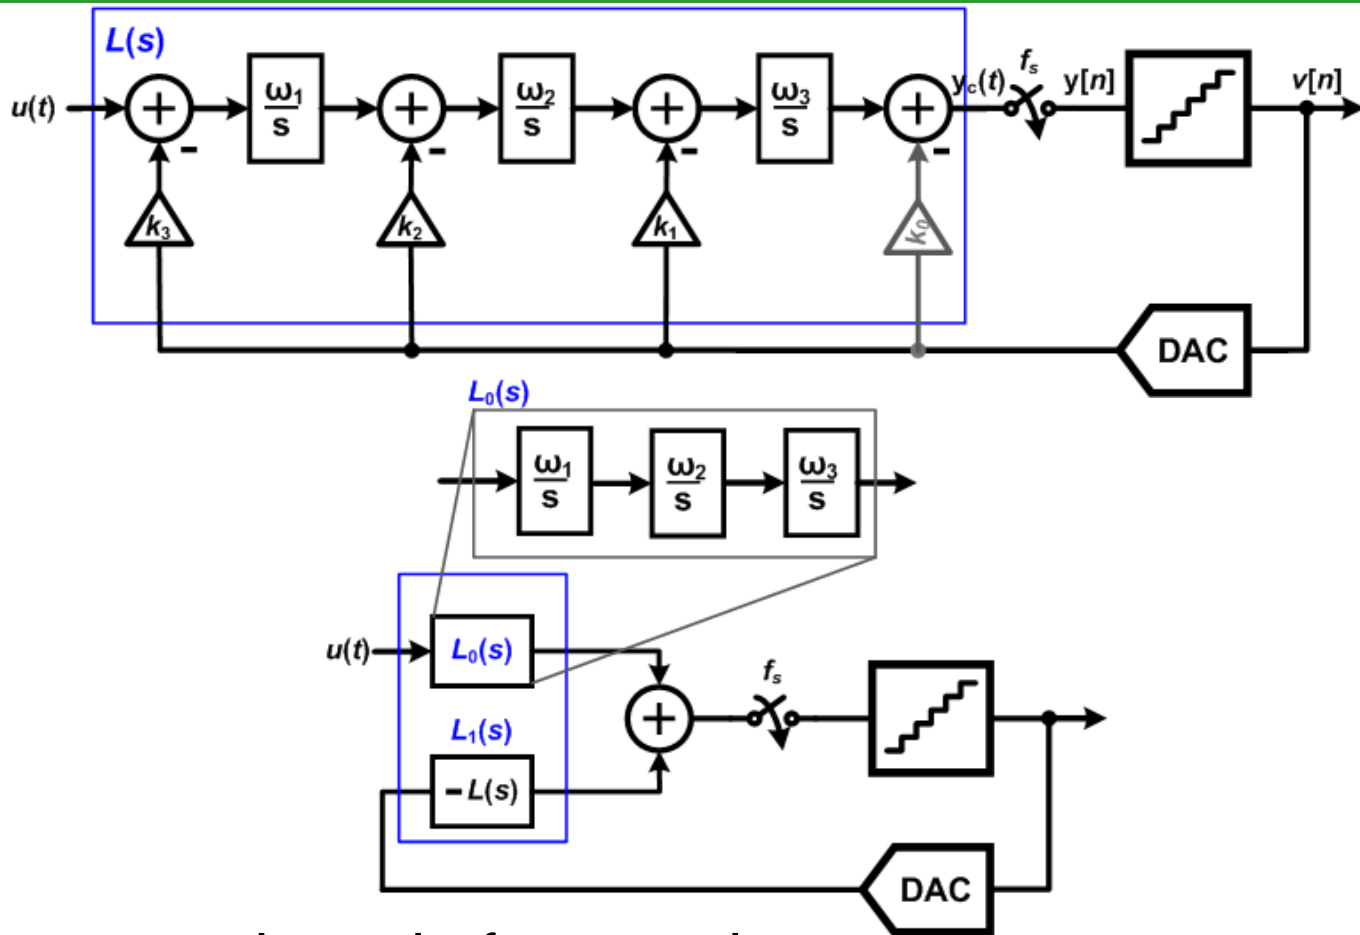 L(s)
u(t) + ω1/s + ω2/s + ω3/s + yc(t) fs y[n] v[n]
- - - -
k3 k2 k1 k0
DAC
L0(s)
ω1/s ω2/s ω3/s
u(t) L0(s)
fs
L1(s) +
- L(s)
DAC